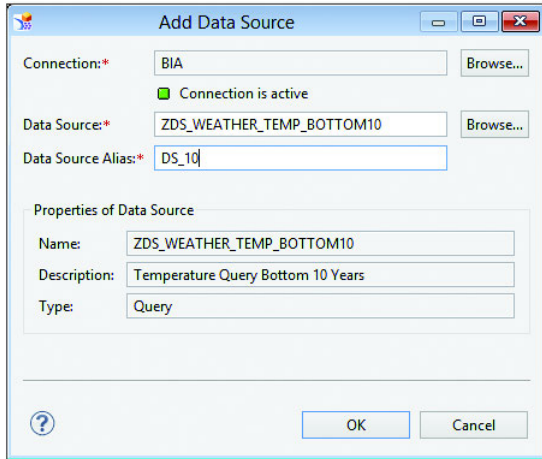 Add Data Source
Connection:* BIA Browse...
Connection is active
Data Source:* ZDS_WEATHER_TEMP_BOTTOM10 Browse...
Data Source Alias:* DS_10
Properties of Data Source
Name: ZDS_WEATHER_TEMP_BOTTOM10
Description: Temperature Query Bottom 10 Years
Type: Query
? OK Cancel